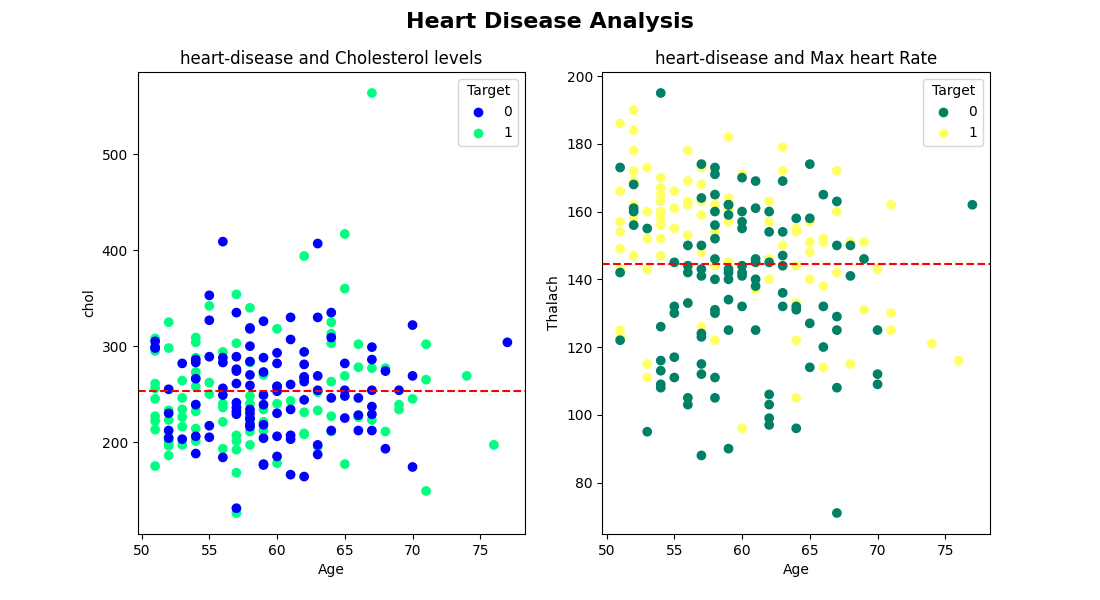 Heart Disease Analysis
heart-disease and Cholesterol levels
chol
500
400
300
200
50 55 60 65 70 75
Age
Target
0
1
heart-disease and Max heart Rate
Thalach
200
180
160
140
120
100
80
50 55 60 65 70 75
Age
Target
0
1